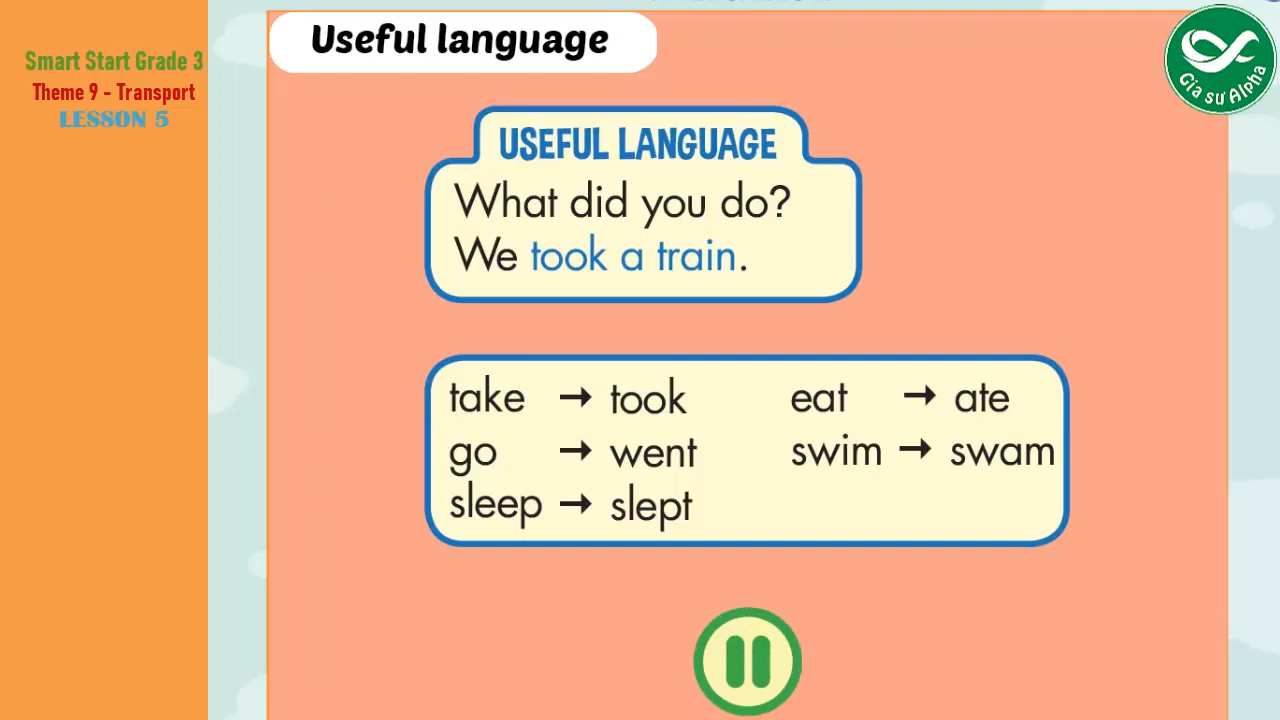 Useful language
Smart Start Grade 3
Theme 9 - Transport
LESSON 5
Gia sư Alpha
USEFUL LANGUAGE
What did you do?
We took a train.
take → took
go → went
sleep → slept
eat → ate
swim → swam